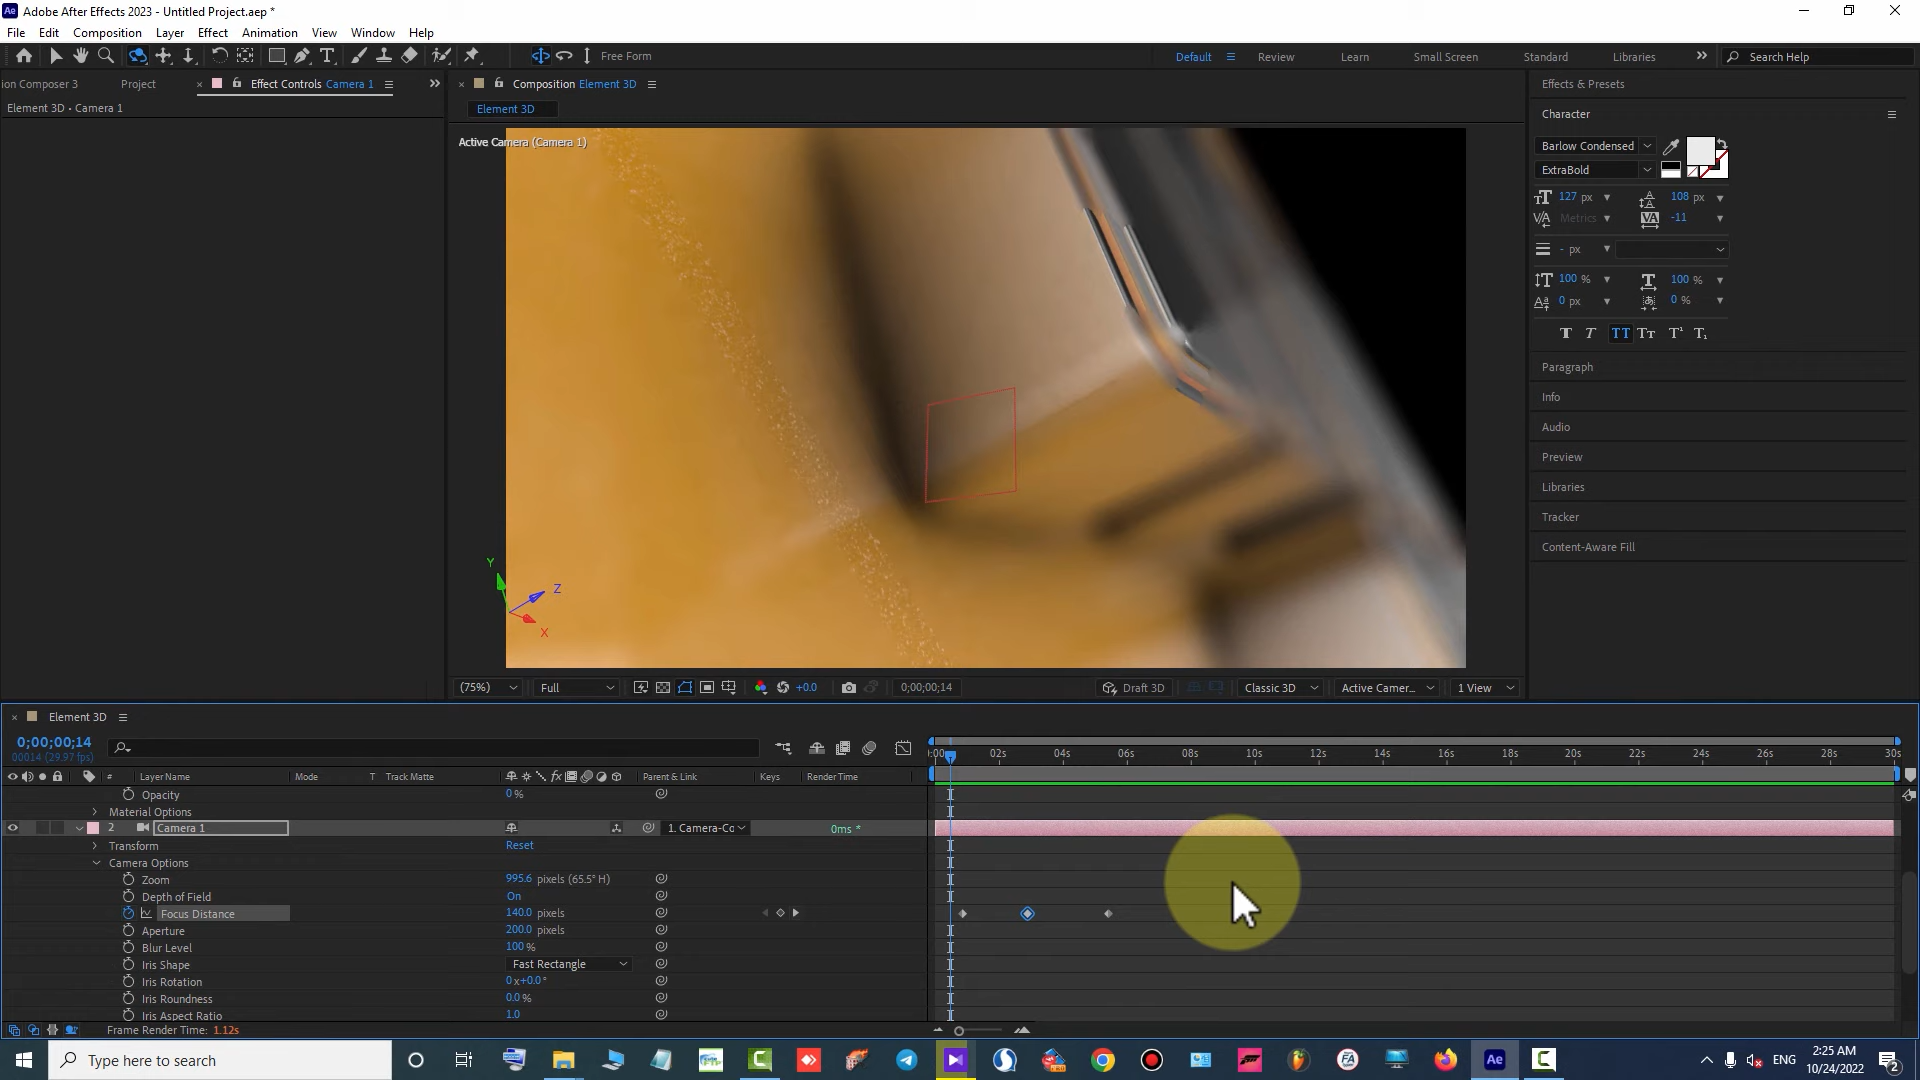 Adobe After Effects 2023 - Untitled Project.aep *
File Edit Composition Layer Effect Animation View Window Help
Free Form
Default Review Learn Small Screen Standard Libraries Search Help
ion Composer 3 Project Effect Controls Camera 1
Element 3D • Camera 1
Composition Element 3D
Element 3D
Active Camera (Camera 1)
Y
Z
X
(75%) Full +0.0 0;00;00;14 Draft 3D Classic 3D Active Camer... 1 View
Effects & Presets
Character
Barlow Condensed
ExtraBold
127 px 108 px
Metrics -11
- px
100 % 100 %
0 px 0 %
Paragraph
Info
Audio
Preview
Libraries
Tracker
Content-Aware Fill
Element 3D
0;00;00;14
00014 (29.97 fps)
:00s 02s 04s 06s 08s 10s 12s 14s 16s 18s 20s 22s 24s 26s 28s 30s
# Layer Name Mode T Track Matte Parent & Link Keys Render Time
Opacity 0 %
Material Options
2 Camera 1 1. Camera-Cc 0ms *
Transform Reset
Camera Options
Zoom 995.6 pixels (65.5° H)
Depth of Field On
Focus Distance 140.0 pixels
Aperture 200.0 pixels
Blur Level 100 %
Iris Shape Fast Rectangle
Iris Rotation 0x+0.0°
Iris Roundness 0.0 %
Iris Aspect Ratio 1.0
Frame Render Time: 1.12s
Type here to search
ENG
2:25 AM
10/24/2022